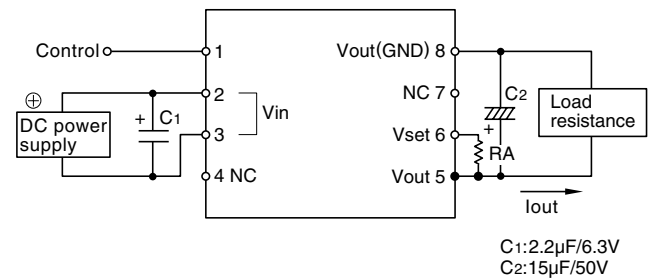 Control
1
Vout(GND) 8
⊕
2
+ C1
Vin
NC 7
C2
+
DC power
supply
3
Vset 6
RA
Load
resistance
4 NC
Vout 5
Iout
C1:2.2µF/6.3V
C2:15µF/50V